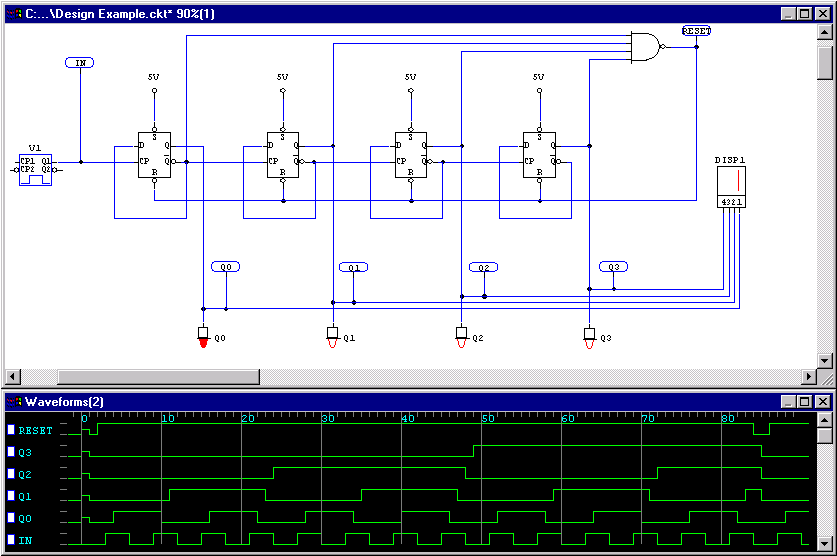 C:...\Design Example.ckt* 90%(1)
RESET
IN
5V 5V 5V 5V
V1
CP1 Q1
CP2 Q2
S S S S
D Q D Q D Q D Q
CP Q CP Q CP Q CP Q
R R R R
DISP1
4321
Q0 Q1 Q2 Q3
Q0 Q1 Q2 Q3
Waveforms(2)
0 10 20 30 40 50 60 70 80
RESET
Q3
Q2
Q1
Q0
IN